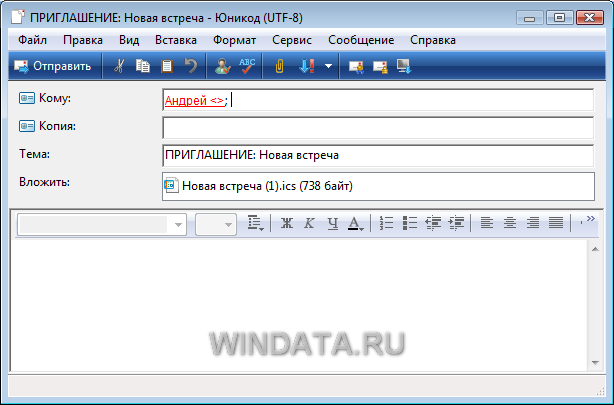 ПРИГЛАШЕНИЕ: Новая встреча - Юникод (UTF-8)
Файл Правка Вид Вставка Формат Сервис Сообщение Справка
Отправить
Кому: Андрей <>;
Копия:
Тема: ПРИГЛАШЕНИЕ: Новая встреча
Вложить: Новая встреча (1).ics (738 байт)
Ж К Ч А
WINDATA.RU